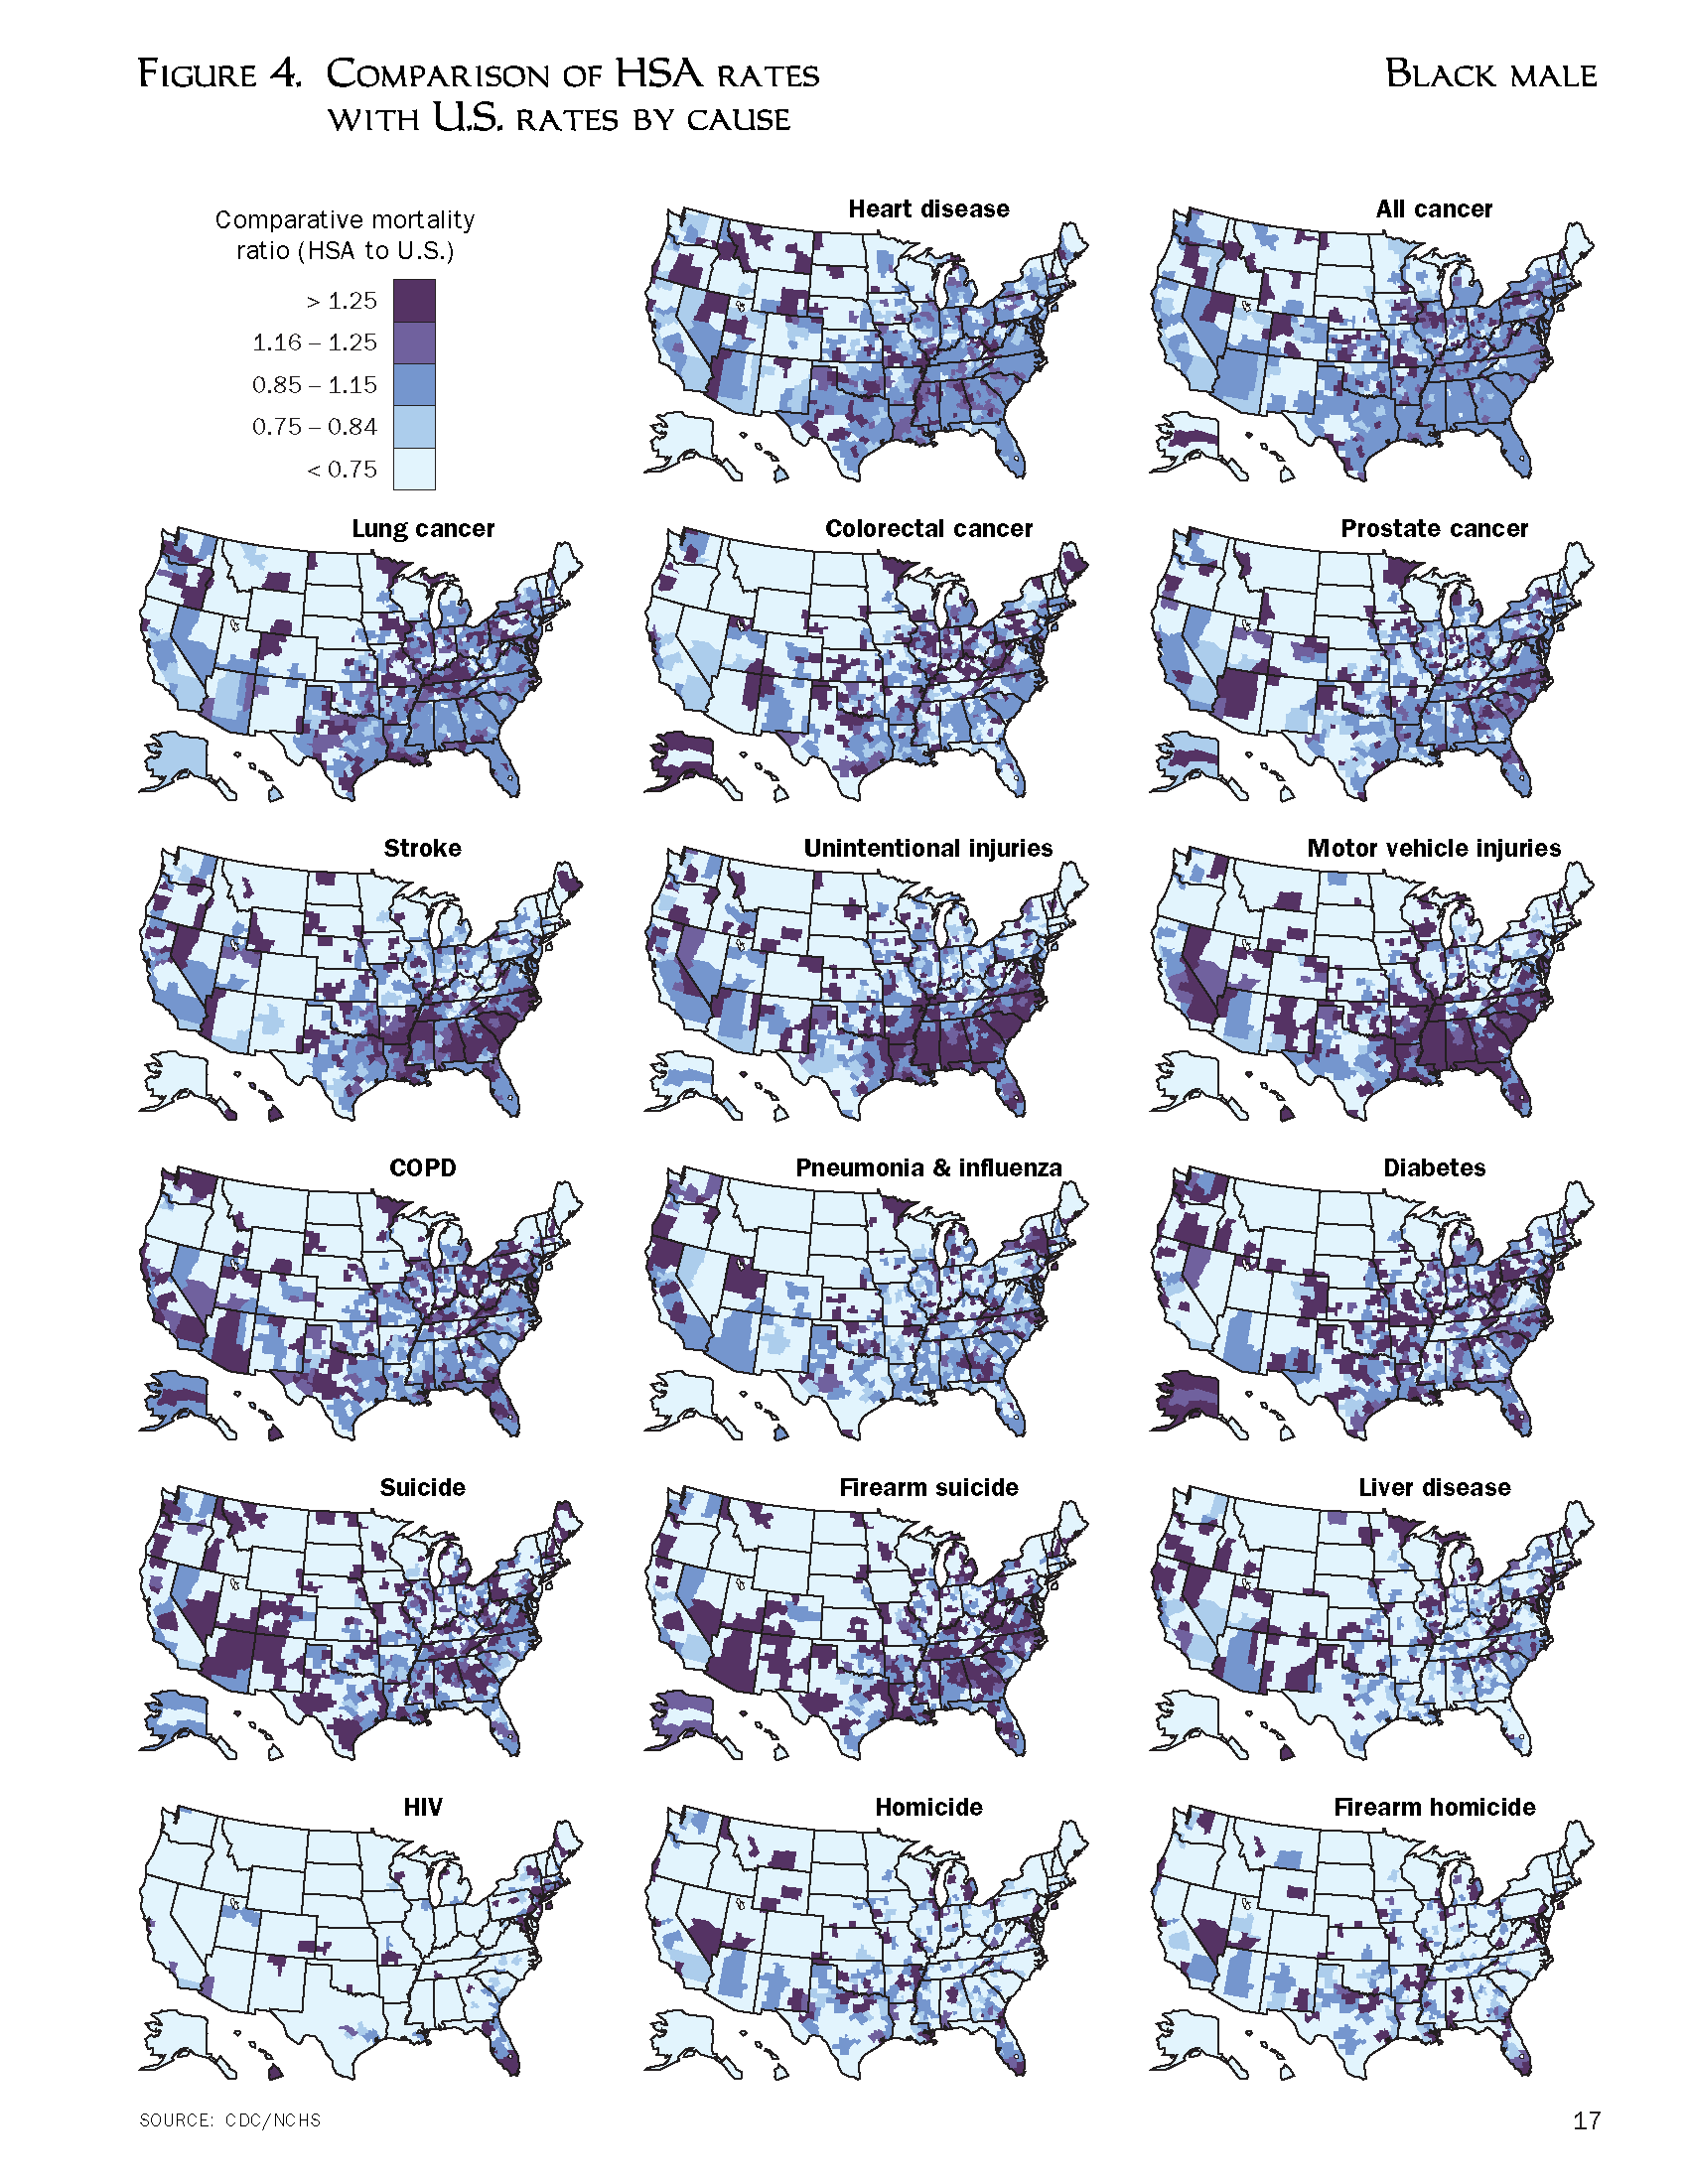 FIGURE 4. COMPARISON OF HSA RATES
WITH U.S. RATES BY CAUSE
BLACK MALE
Comparative mortality
ratio (HSA to U.S.)
> 1.25
1.16 – 1.25
0.85 – 1.15
0.75 – 0.84
< 0.75
Heart disease
All cancer
Lung cancer
Colorectal cancer
Prostate cancer
Stroke
Unintentional injuries
Motor vehicle injuries
COPD
Pneumonia & influenza
Diabetes
Suicide
Firearm suicide
Liver disease
HIV
Homicide
Firearm homicide
SOURCE: CDC/NCHS
17